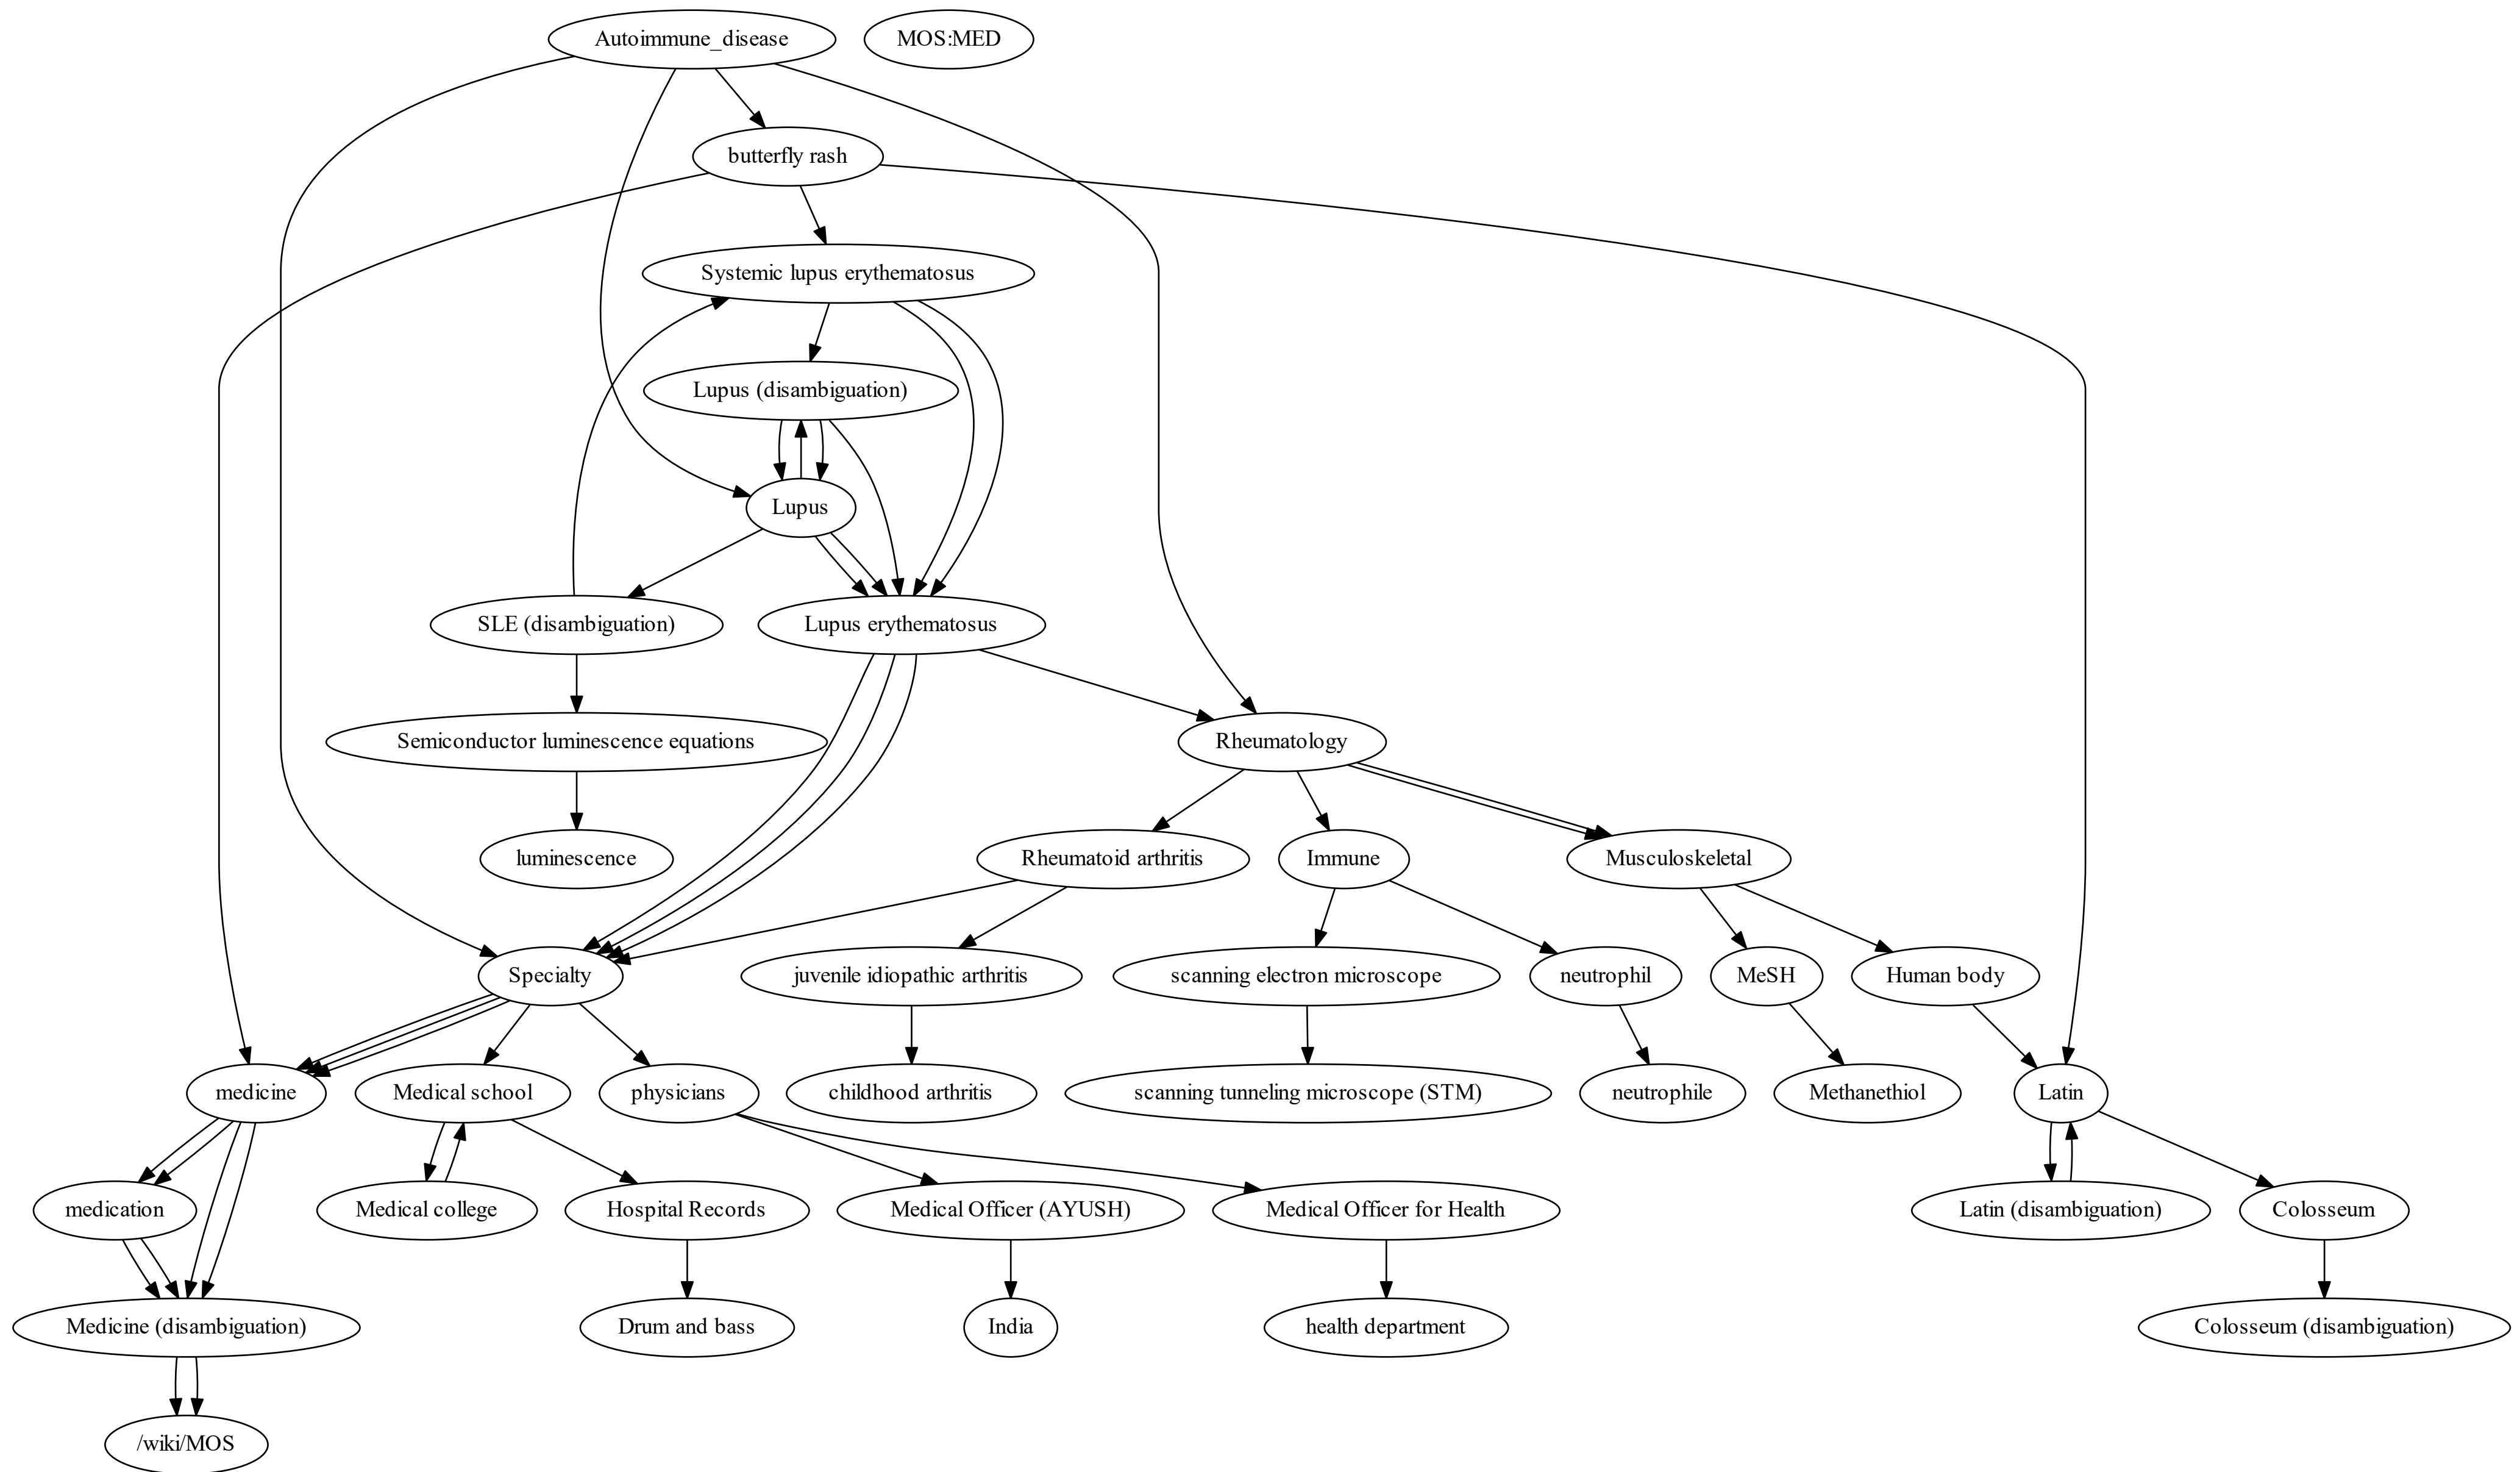 Autoimmune_disease
MOS:MED
butterfly rash
Systemic lupus erythematosus
Lupus (disambiguation)
Lupus
SLE (disambiguation)
Lupus erythematosus
Semiconductor luminescence equations
Rheumatology
luminescence
Rheumatoid arthritis
Immune
Musculoskeletal
Specialty
juvenile idiopathic arthritis
scanning electron microscope
neutrophil
MeSH
Human body
medicine
Medical school
physicians
childhood arthritis
scanning tunneling microscope (STM)
neutrophile
Methanethiol
Latin
medication
Medical college
Hospital Records
Medical Officer (AYUSH)
Medical Officer for Health
Latin (disambiguation)
Colosseum
Medicine (disambiguation)
Drum and bass
India
health department
Colosseum (disambiguation)
/wiki/MOS